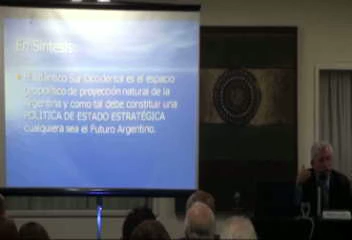 En Síntesis:
El Atlántico Sur Occidental es el espacio
geopolítico de proyección natural de la
Argentina y como tal debe constituir una
POLÍTICA DE ESTADO ESTRATÉGICA
cualquiera sea el Futuro Argentino.